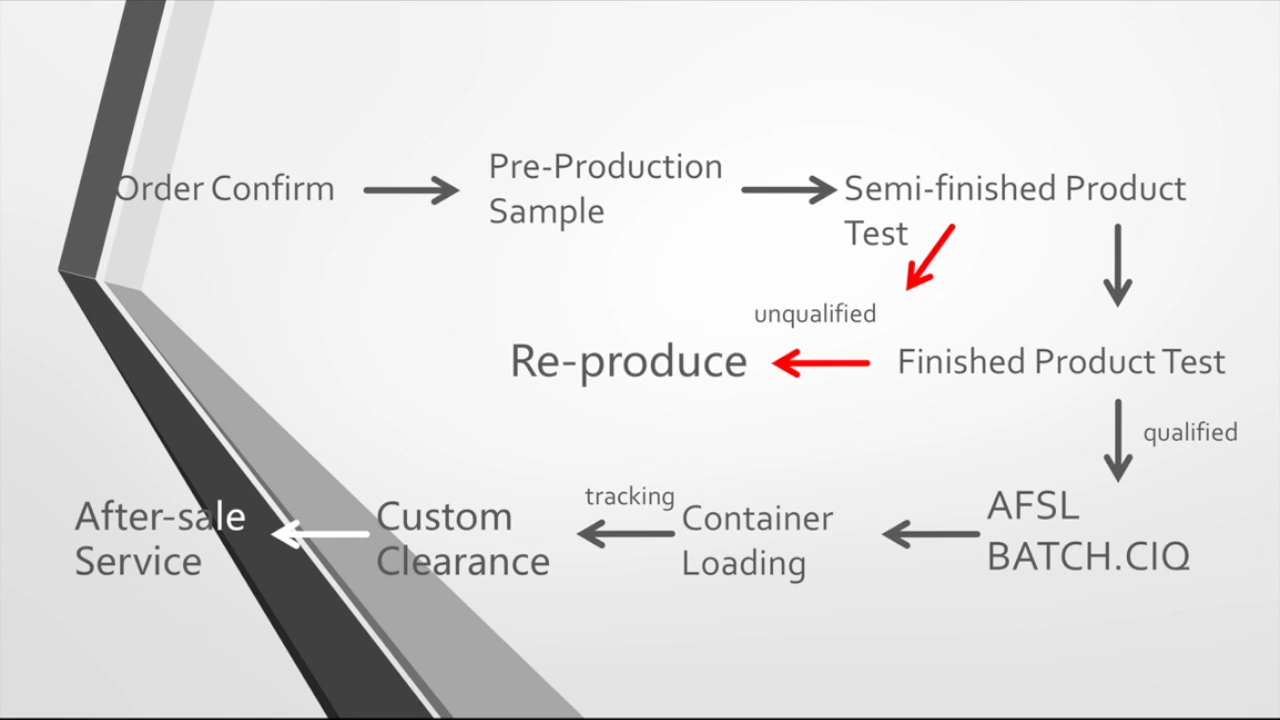 Order Confirm
Pre-Production
Sample
Semi-finished Product
Test
unqualified
Re-produce
Finished Product Test
qualified
AFSL
BATCH.CIQ
tracking
Container
Loading
Custom
Clearance
After-sale
Service